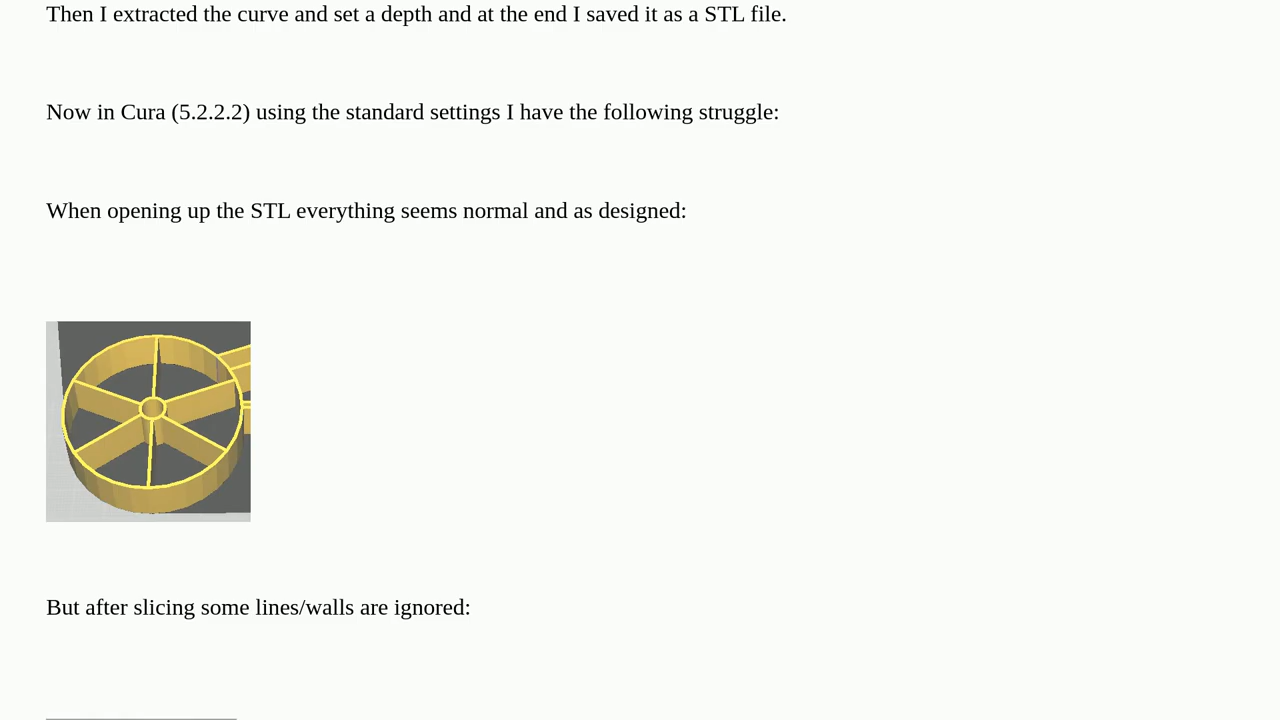 Then I extracted the curve and set a depth and at the end I saved it as a STL file.
Now in Cura (5.2.2.2) using the standard settings I have the following struggle:
When opening up the STL everything seems normal and as designed:
But after slicing some lines/walls are ignored: